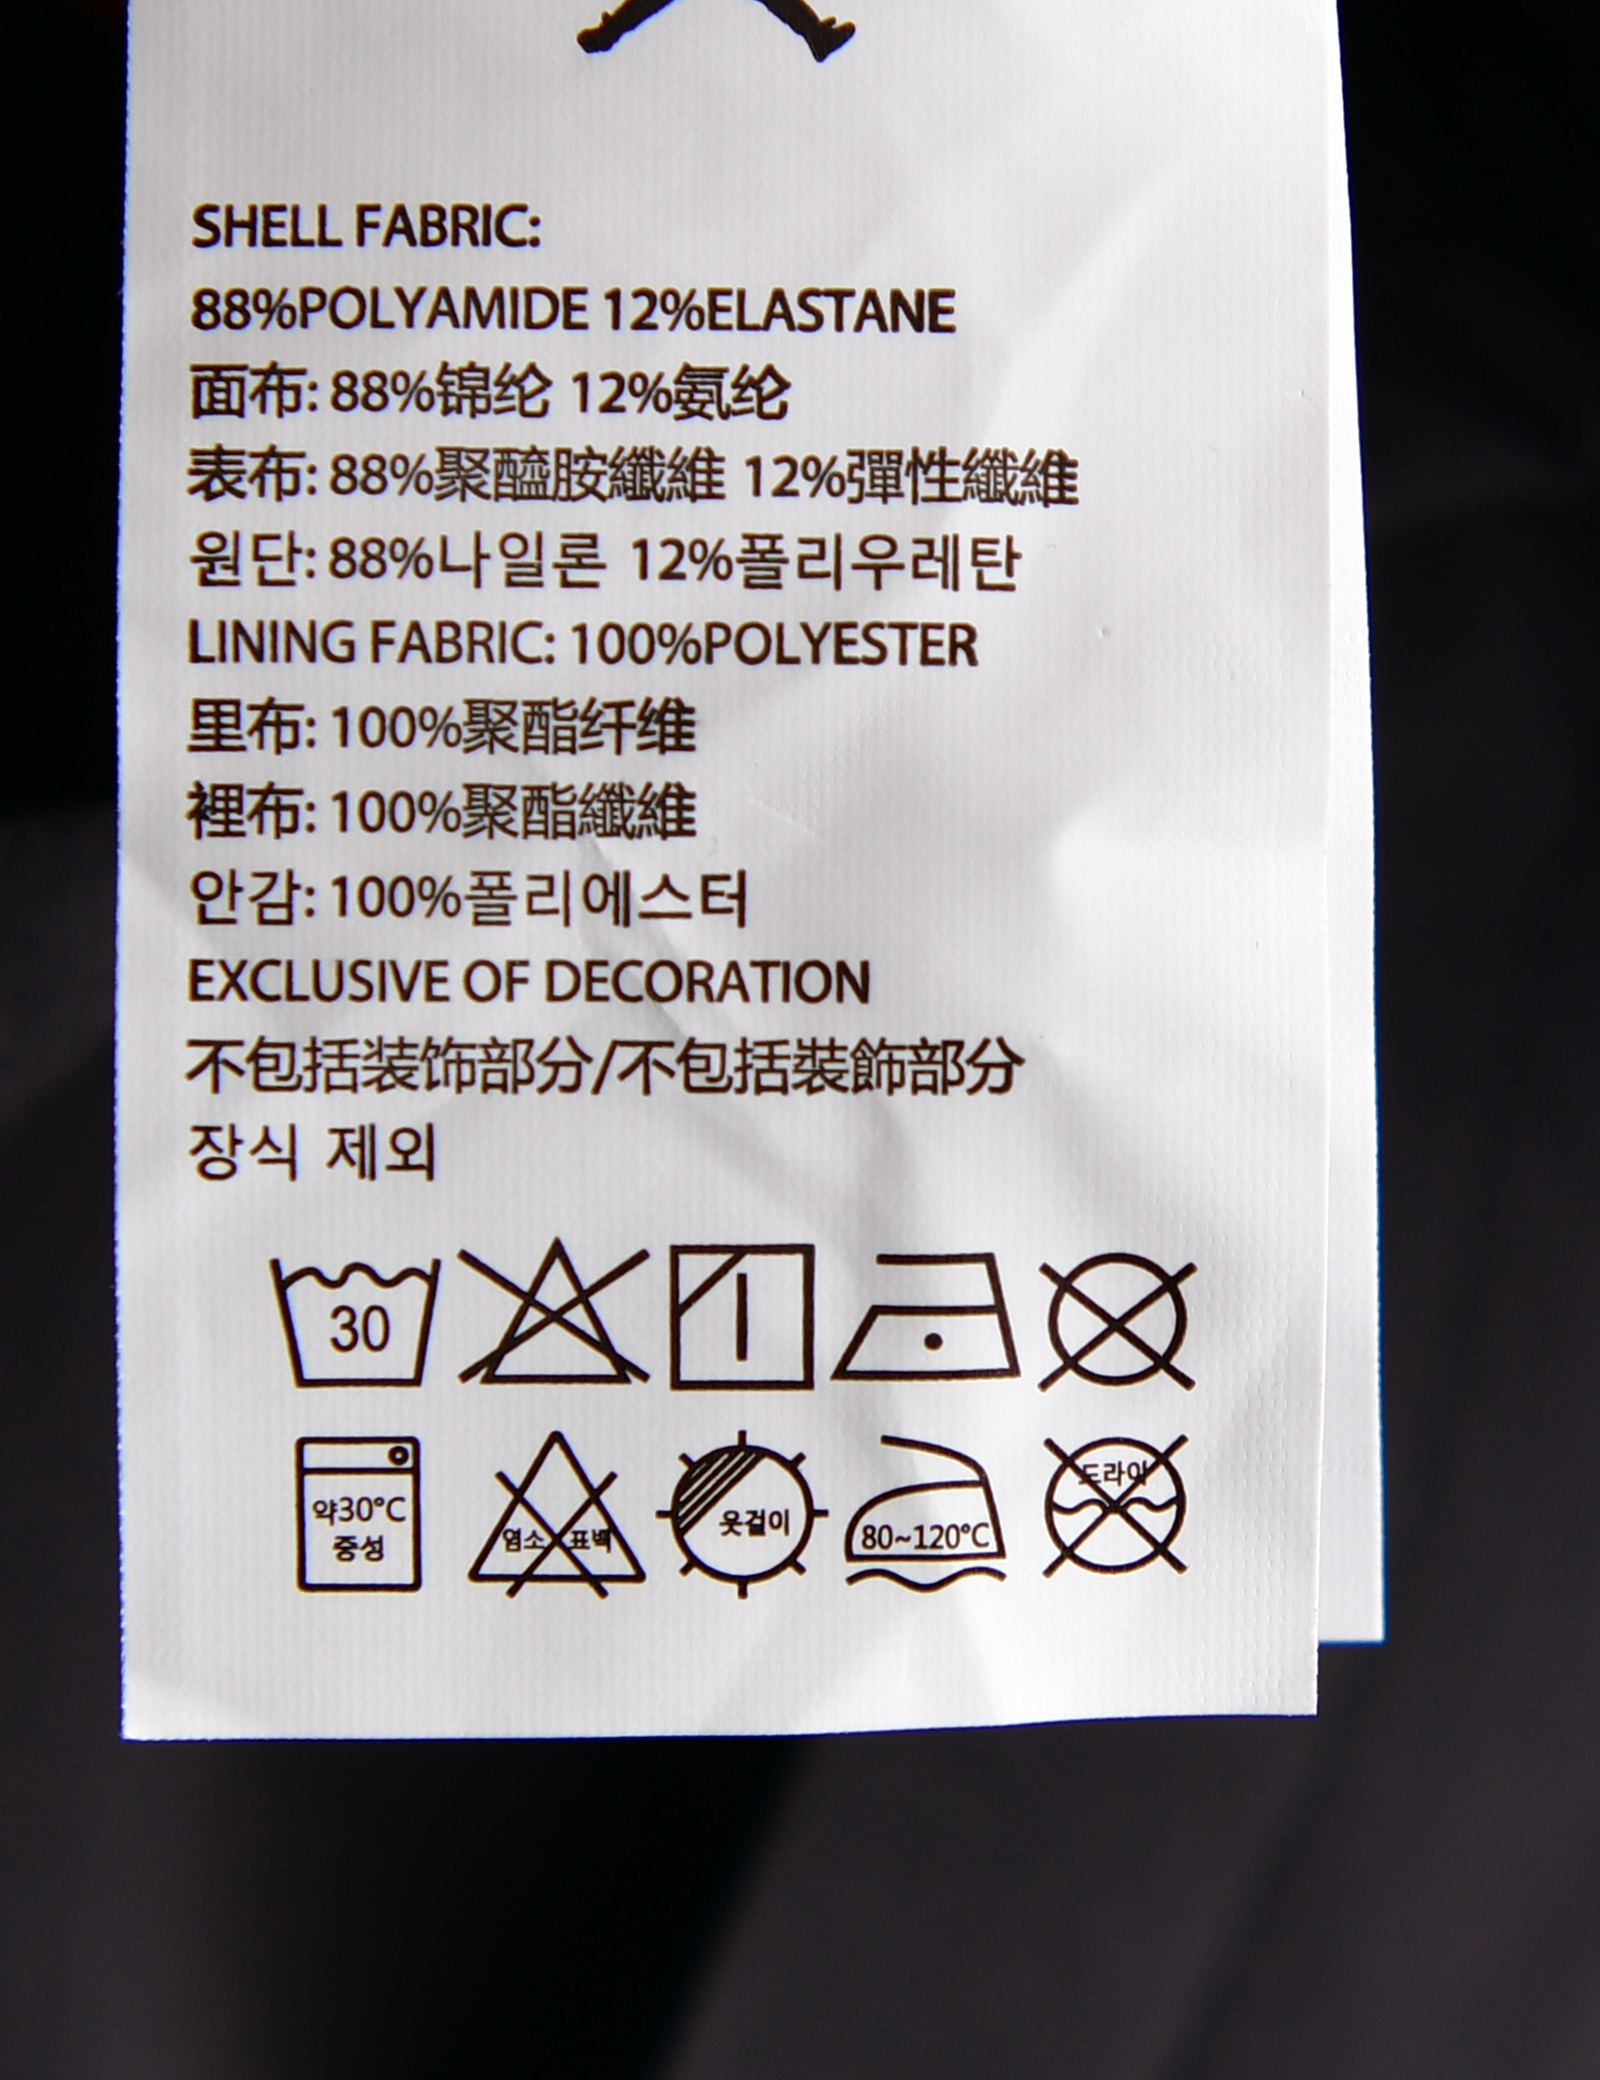 SHELL FABRIC:
88%POLYAMIDE 12%ELASTANE
面布: 88%锦纶 12%氨纶
表布: 88%聚醯胺纖維 12%彈性纖維
원단: 88%나일론 12%폴리우레탄
LINING FABRIC: 100%POLYESTER
里布: 100%聚酯纤维
裡布: 100%聚酯纖維
안감: 100%폴리에스터
EXCLUSIVE OF DECORATION
不包括装饰部分/不包括裝飾部分
장식 제외
30
약30°C
중성
염소 표백
옷걸이
80~120°C
드라이